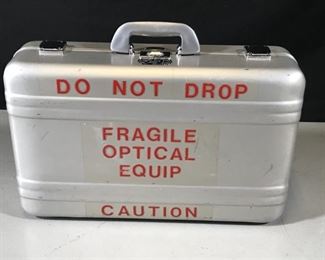 DO NOT DROP
FRAGILE
OPTICAL
EQUIP
CAUTION